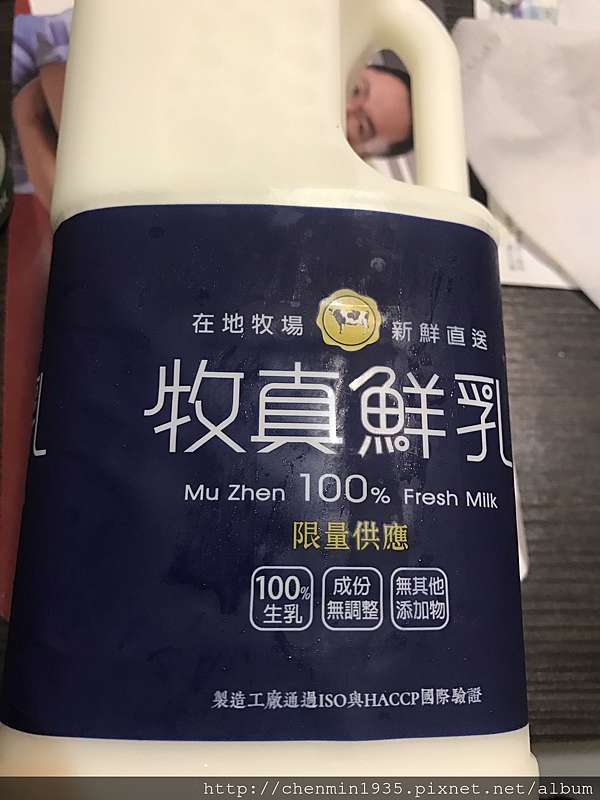 在地牧場 新鮮直送
牧真鮮乳
乳
Mu Zhen 100% Fresh Milk
限量供應
100% 成份 無其他
生乳 無調整 添加物
製造工廠通過ISO與HACCP國際驗證
http://chenmin1935.pixnet.net/album